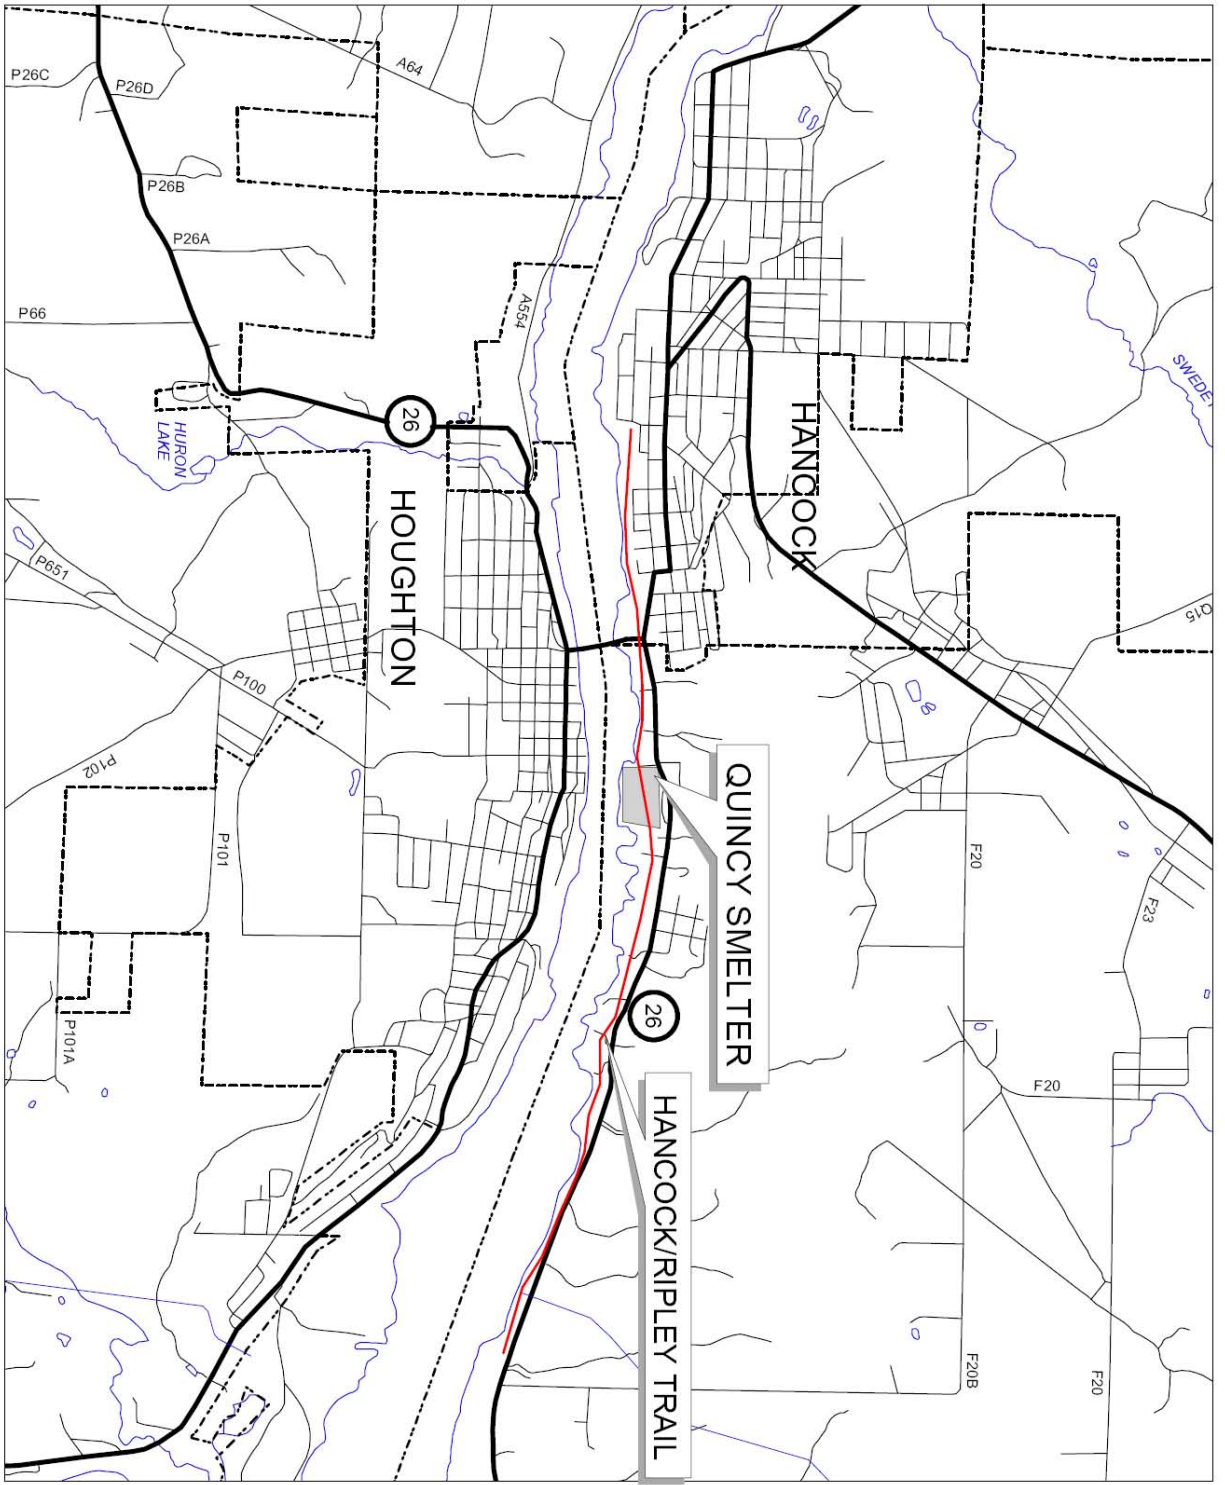 P26C
P26D
A64
P26B
P26A
P66
A554
26
HURON
LAKE
HANCOCK
HOUGHTON
P651
Q15
P100
P102
P101
F20
F23
QUINCY SMELTER
26
P101A
F20
HANCOCK/RIPLEY TRAIL
F20B
F20